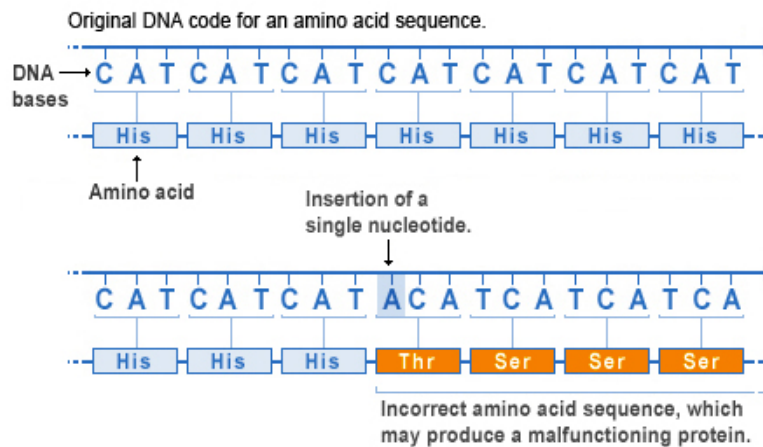 Original DNA code for an amino acid sequence.
DNA bases
C A T C A T C A T C A T C A T C A T C A T
His His His His His His His
Amino acid
Insertion of a
single nucleotide.
C A T C A T C A T A C A T C A T C A T C A
His His His Thr Ser Ser Ser
Incorrect amino acid sequence, which
may produce a malfunctioning protein.